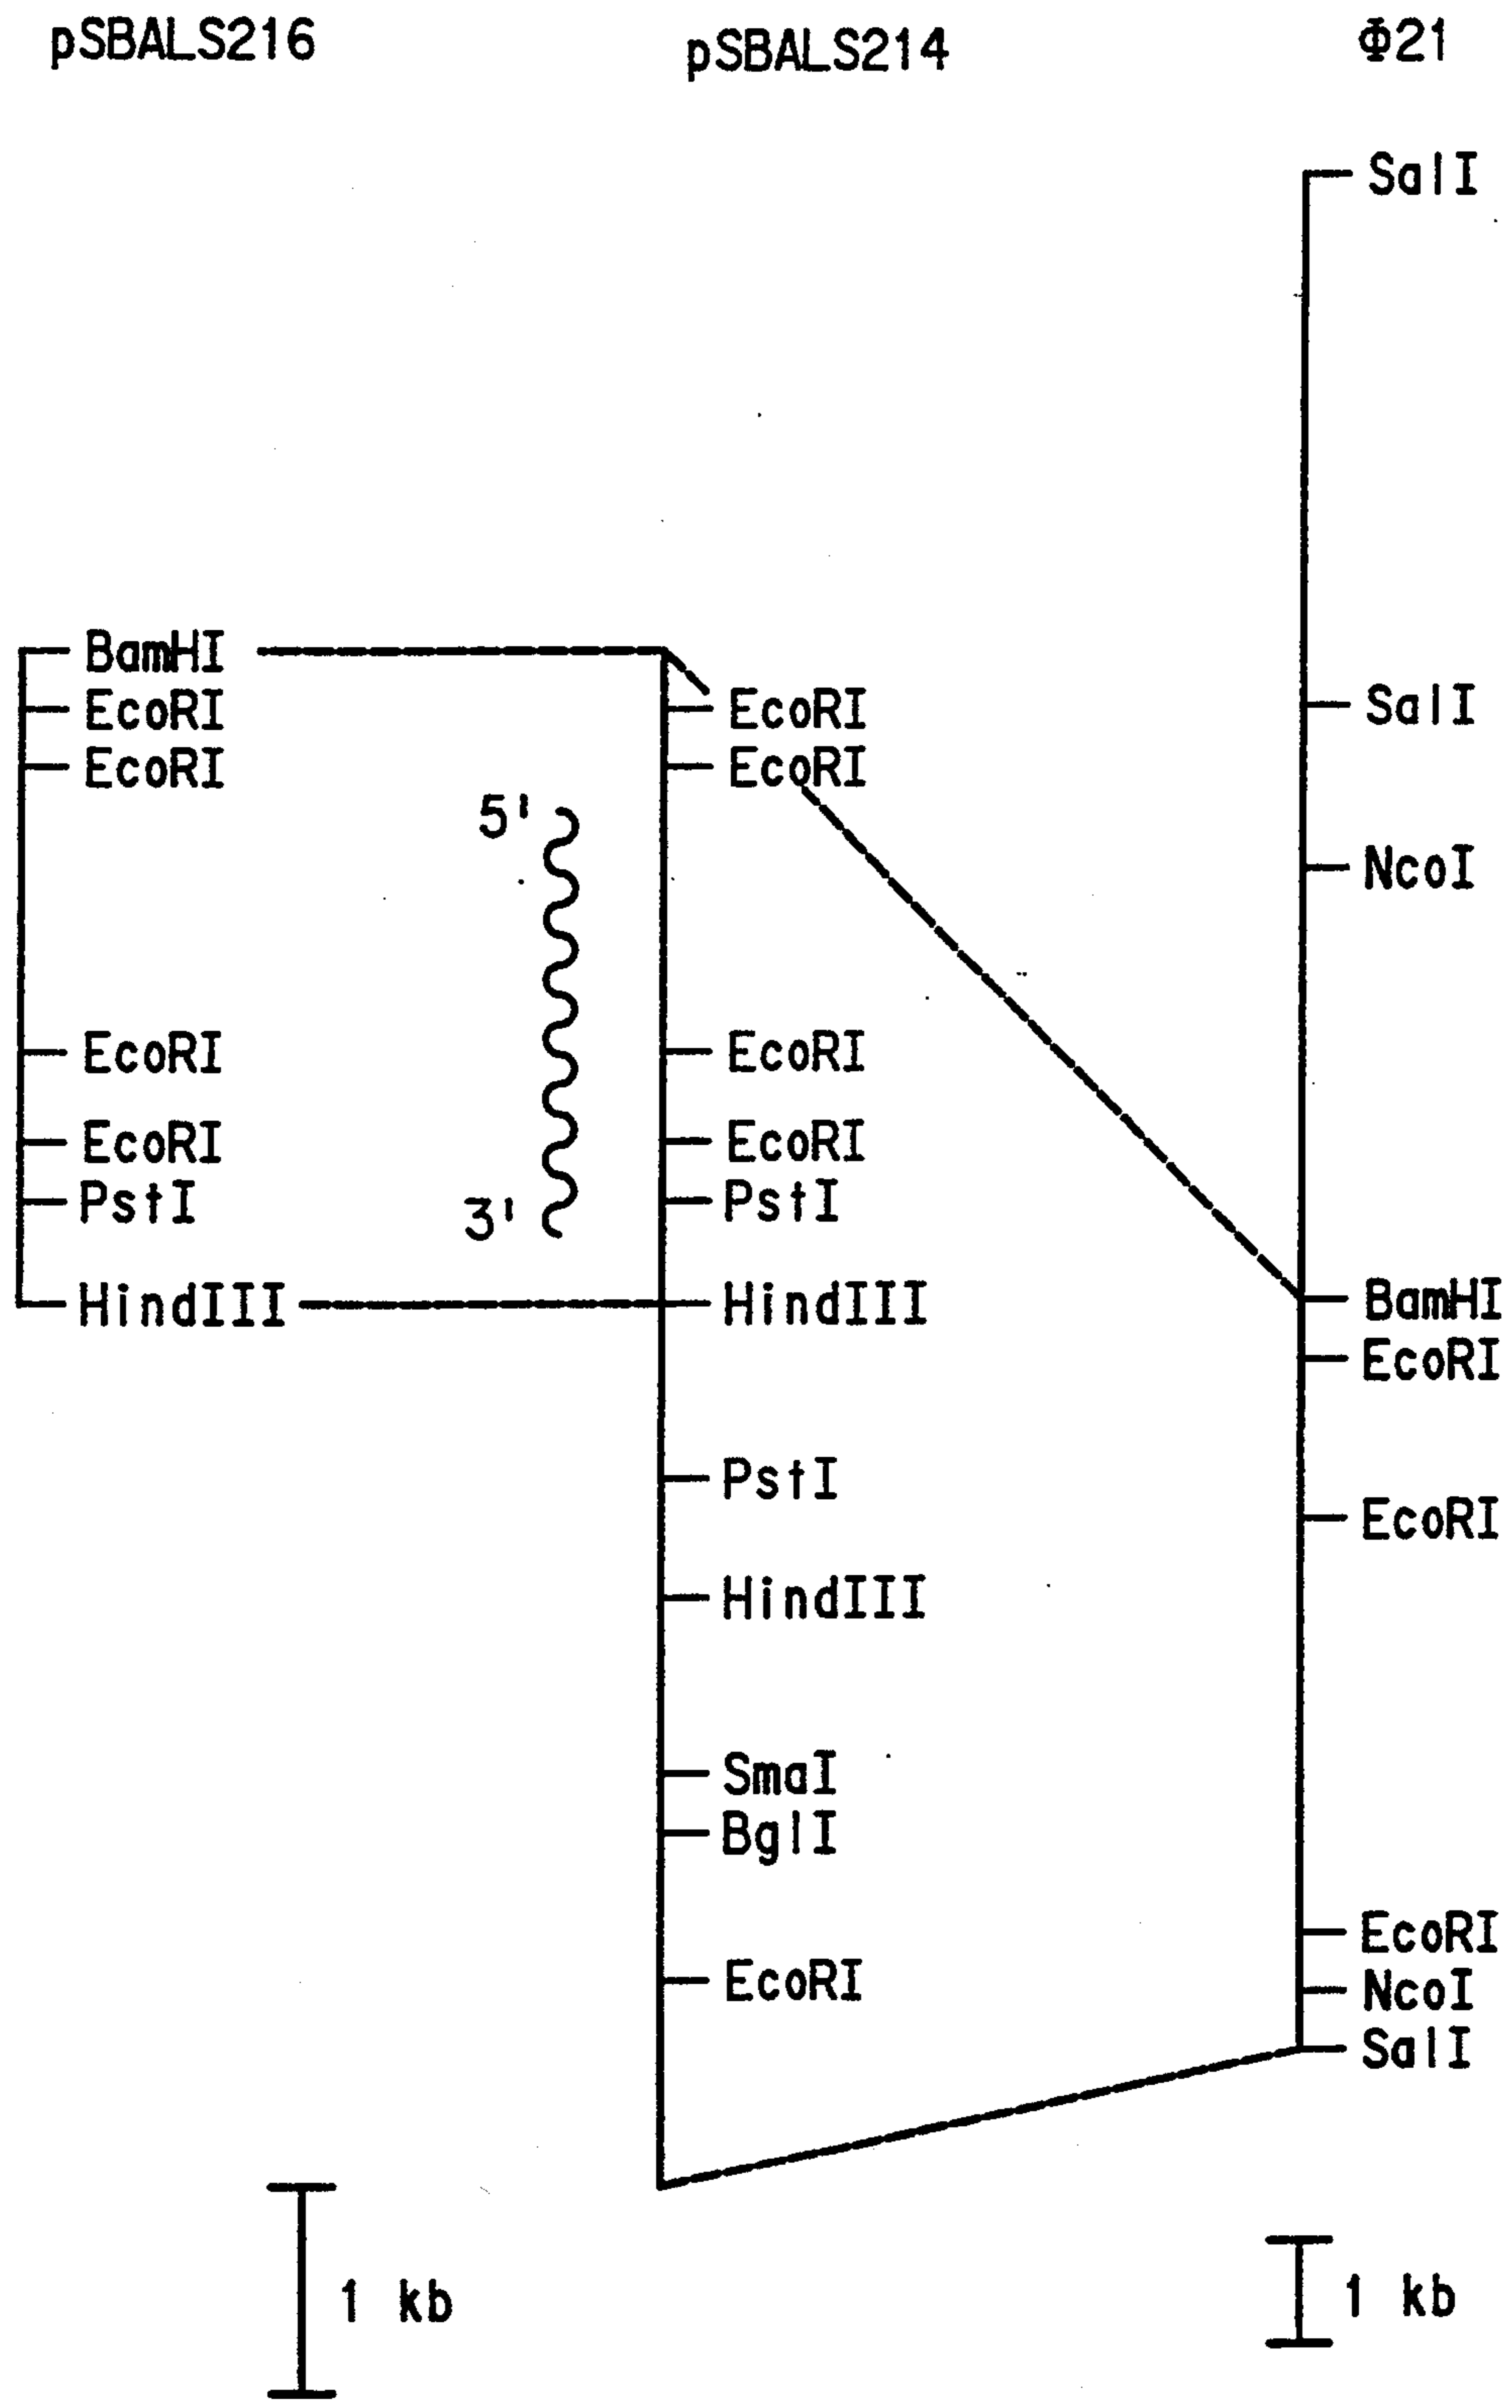 pSBALS216
pSBALS214
Φ21
BamHI
EcoRI
EcoRI
EcoRI
EcoRI
PstI
HindIII
5'
3'
EcoRI
EcoRI
EcoRI
EcoRI
PstI
HindIII
PstI
HindIII
SmaI
BglI
EcoRI
SalI
SalI
NcoI
BamHI
EcoRI
EcoRI
EcoRI
NcoI
SalI
1 kb
1 kb